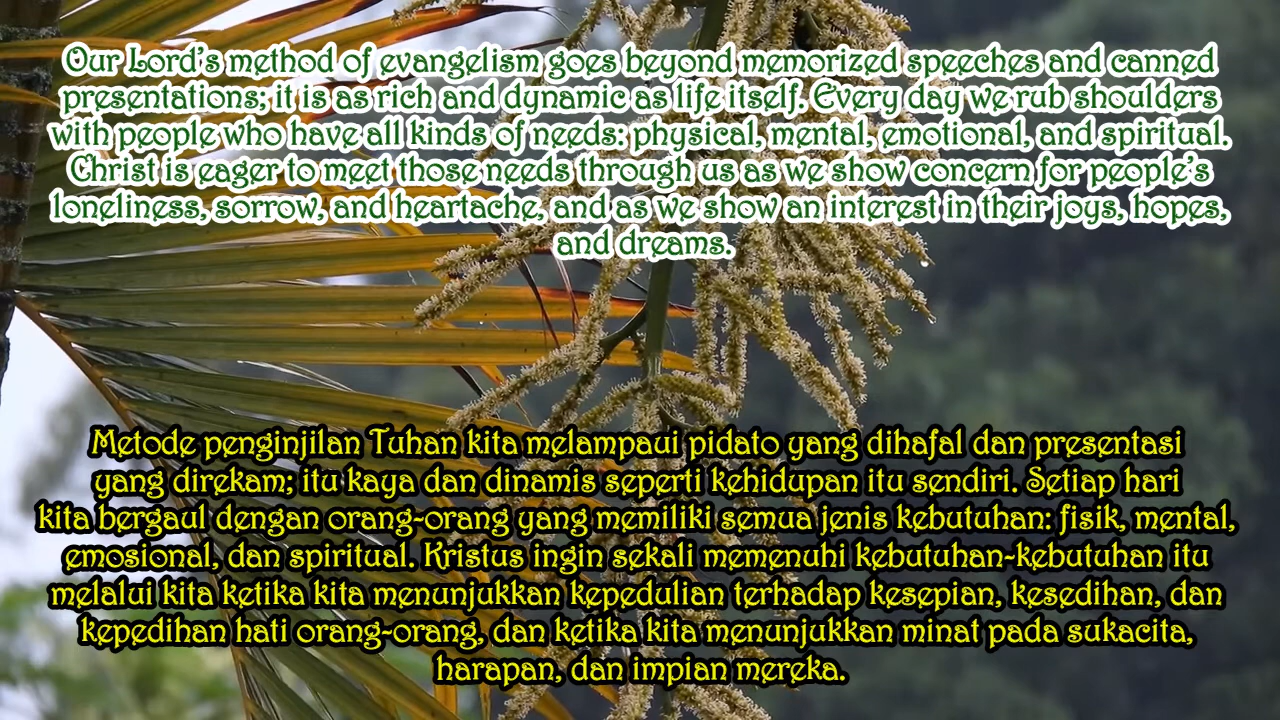 Our Lord's method of evangelism goes beyond memorized speeches and canned
presentations; it is as rich and dynamic as life itself. Every day we rub shoulders
with people who have all kinds of needs: physical, mental, emotional, and spiritual.
Christ is eager to meet those needs through us as we show concern for people's
loneliness, sorrow, and heartache, and as we show an interest in their joys, hopes,
and dreams.
Metode penginjilan Tuhan kita melampaui pidato yang dihafal dan presentasi
yang direkam; itu kaya dan dinamis seperti kehidupan itu sendiri. Setiap hari
kita bergaul dengan orang-orang yang memiliki semua jenis kebutuhan: fisik, mental,
emosional, dan spiritual. Kristus ingin sekali memenuhi kebutuhan-kebutuhan itu
melalui kita ketika kita menunjukkan kepedulian terhadap kesepian, kesedihan, dan
kepedihan hati orang-orang, dan ketika kita menunjukkan minat pada sukacita,
harapan, dan impian mereka.